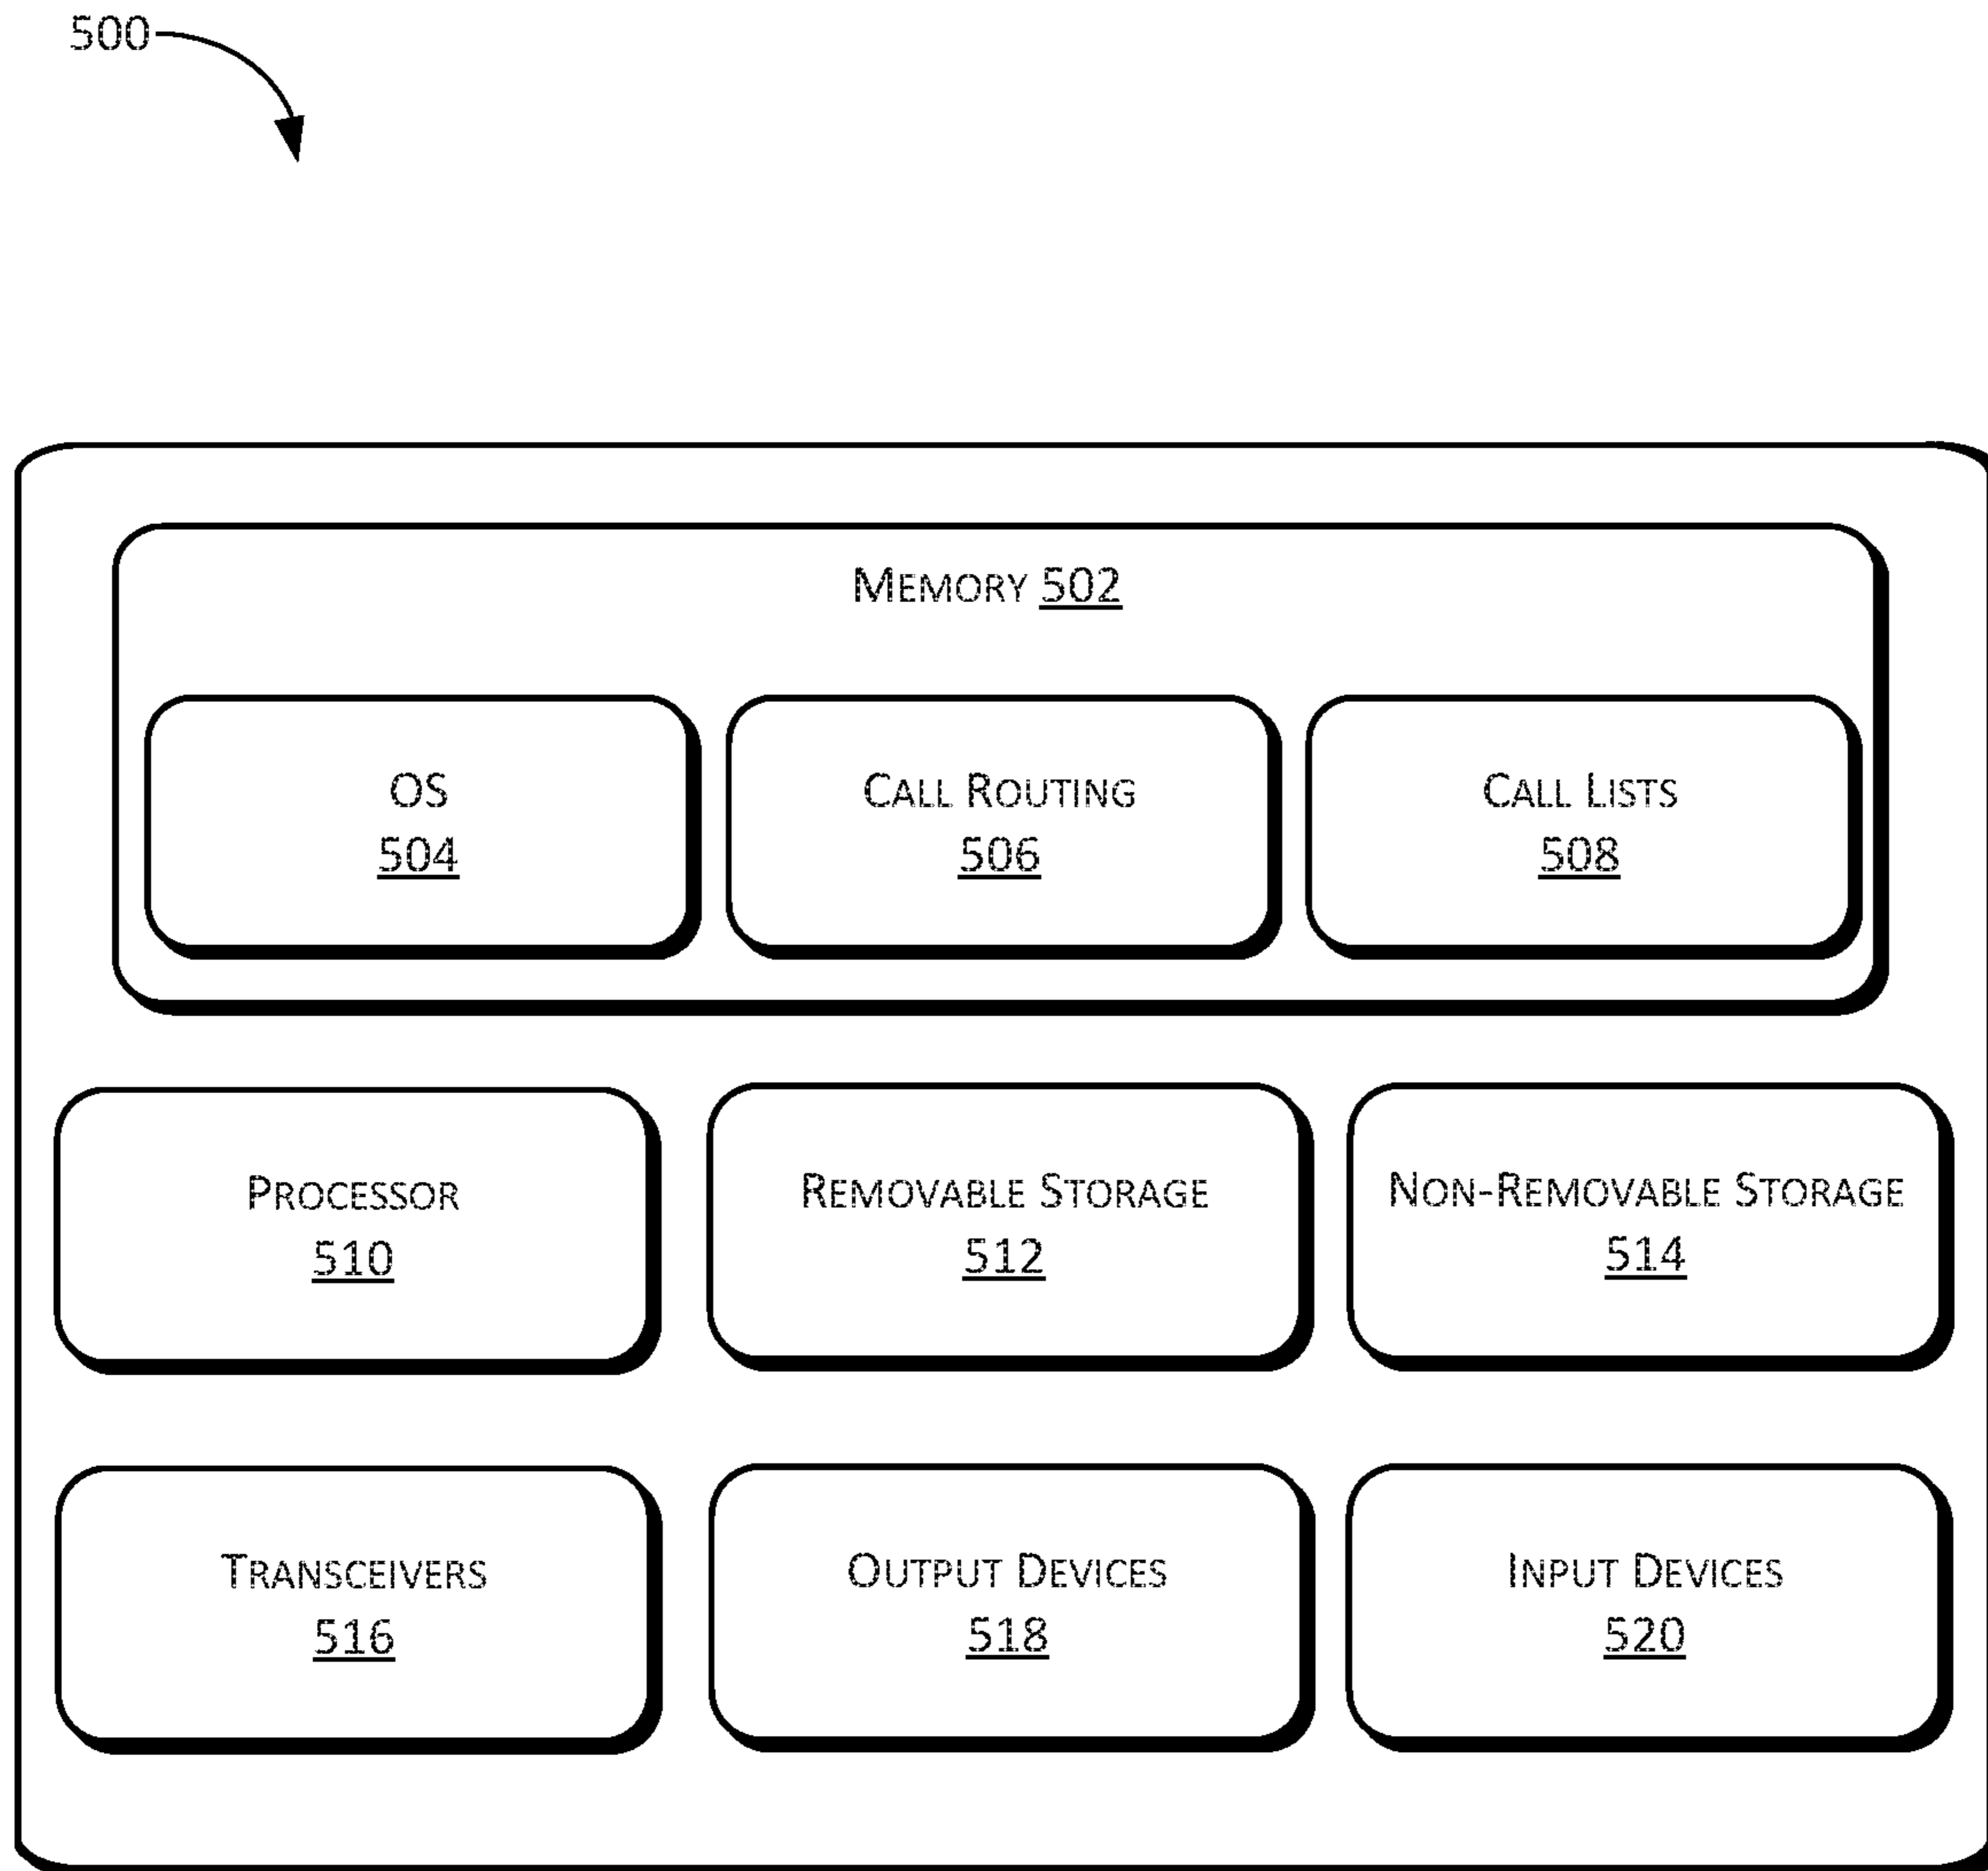 500
MEMORY 502
OS
504
CALL ROUTING
506
CALL LISTS
508
PROCESSOR
510
REMOVABLE STORAGE
512
NON-REMOVABLE STORAGE
514
TRANSCEIVERS
516
OUTPUT DEVICES
518
INPUT DEVICES
520